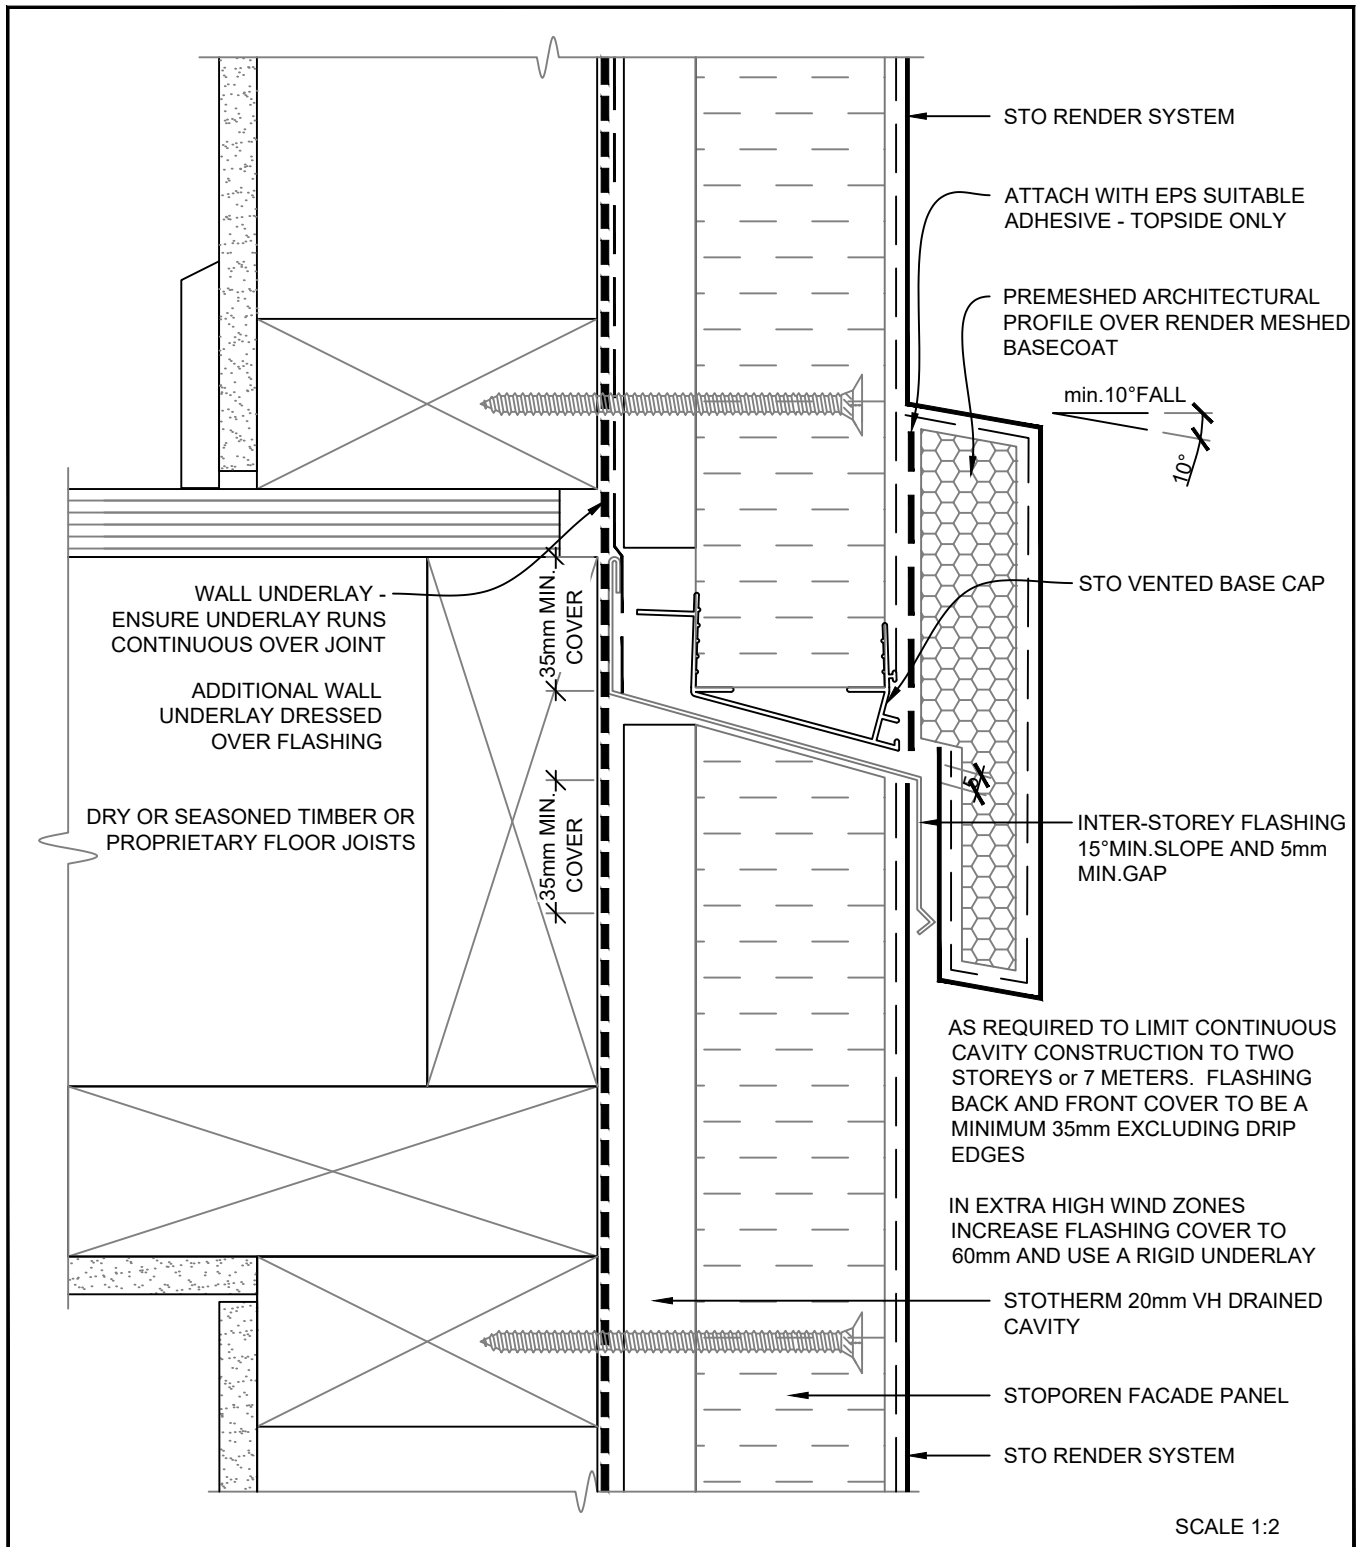 STO RENDER SYSTEM
ATTACH WITH EPS SUITABLE
ADHESIVE - TOPSIDE ONLY
PREMESHED ARCHITECTURAL
PROFILE OVER RENDER MESHED
BASECOAT
min.10°FALL
10°
STO VENTED BASE CAP
WALL UNDERLAY -
ENSURE UNDERLAY RUNS
CONTINUOUS OVER JOINT
35mm MIN.
COVER
ADDITIONAL WALL
UNDERLAY DRESSED
OVER FLASHING
5
DRY OR SEASONED TIMBER OR
PROPRIETARY FLOOR JOISTS
35mm MIN.
COVER
INTER-STOREY FLASHING
15°MIN.SLOPE AND 5mm
MIN.GAP
AS REQUIRED TO LIMIT CONTINUOUS
CAVITY CONSTRUCTION TO TWO
STOREYS or 7 METERS. FLASHING
BACK AND FRONT COVER TO BE A
MINIMUM 35mm EXCLUDING DRIP
EDGES
IN EXTRA HIGH WIND ZONES
INCREASE FLASHING COVER TO
60mm AND USE A RIGID UNDERLAY
STOTHERM 20mm VH DRAINED
CAVITY
STOPOREN FACADE PANEL
STO RENDER SYSTEM
SCALE 1:2